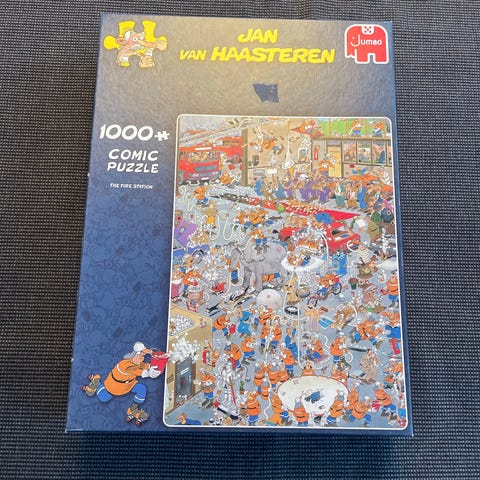 JAN
VAN HAASTEREN
Jumbo
1000
COMIC
PUZZLE
THE FIRE STATION